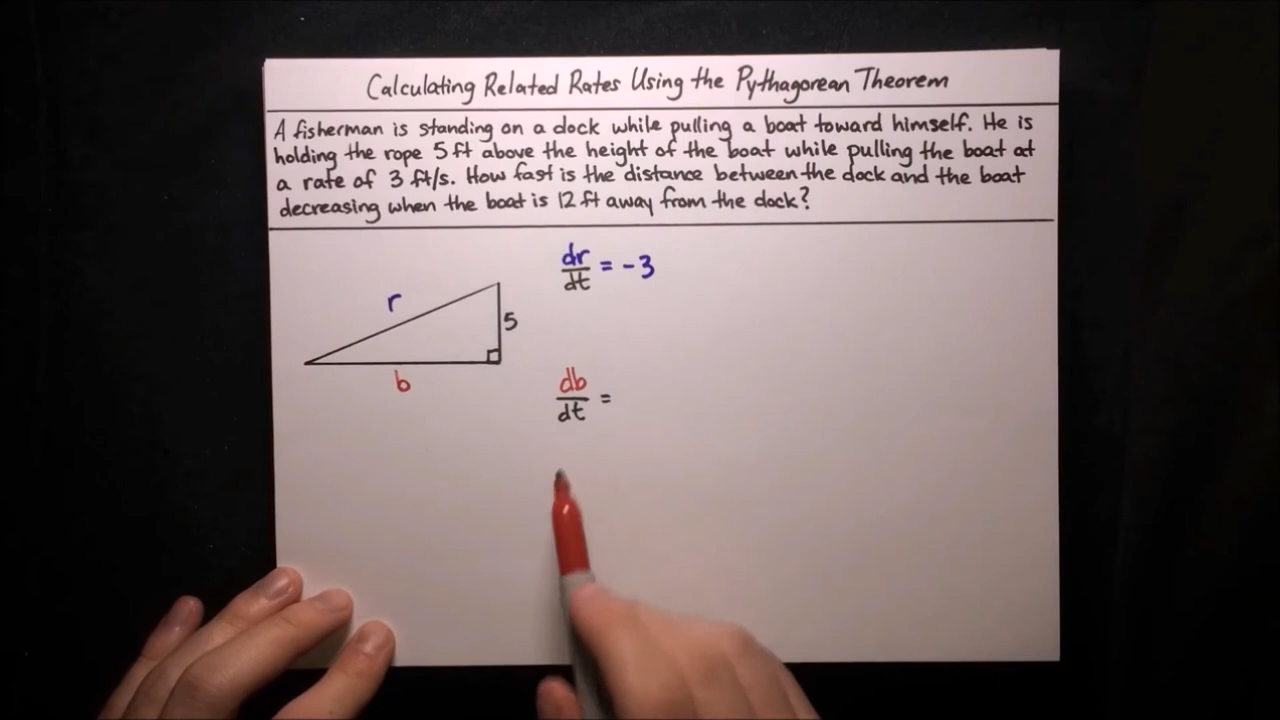 Calculating Related Rates Using the Pythagorean Theorem
A fisherman is standing on a dock while pulling a boat toward himself. He is
holding the rope 5 ft above the height of the boat while pulling the boat at
a rate of 3 ft/s. How fast is the distance between the dock and the boat
decreasing when the boat is 12 ft away from the dock?
dr/dt = -3
r
5
b
db/dt =